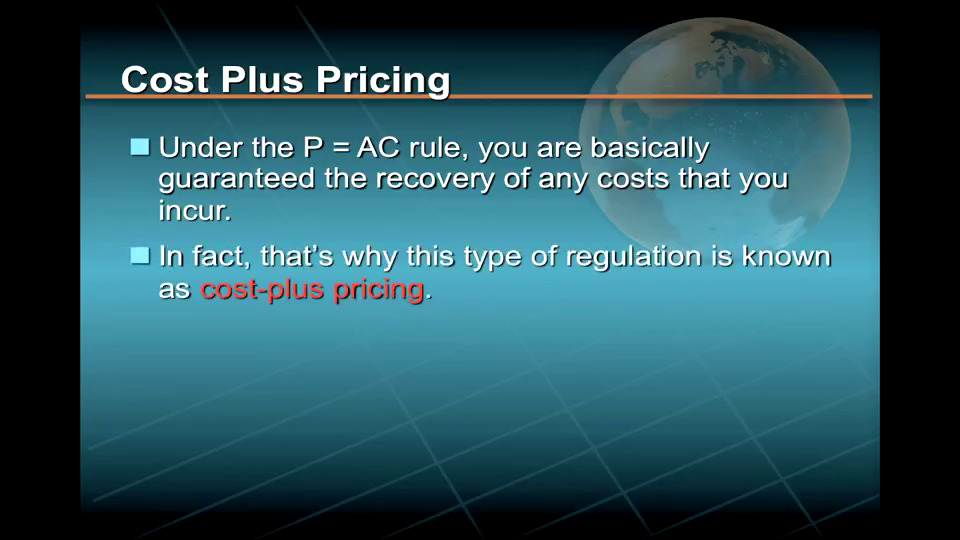 Cost Plus Pricing
Under the P = AC rule, you are basically
guaranteed the recovery of any costs that you
incur.
In fact, that's why this type of regulation is known
as cost-plus pricing.